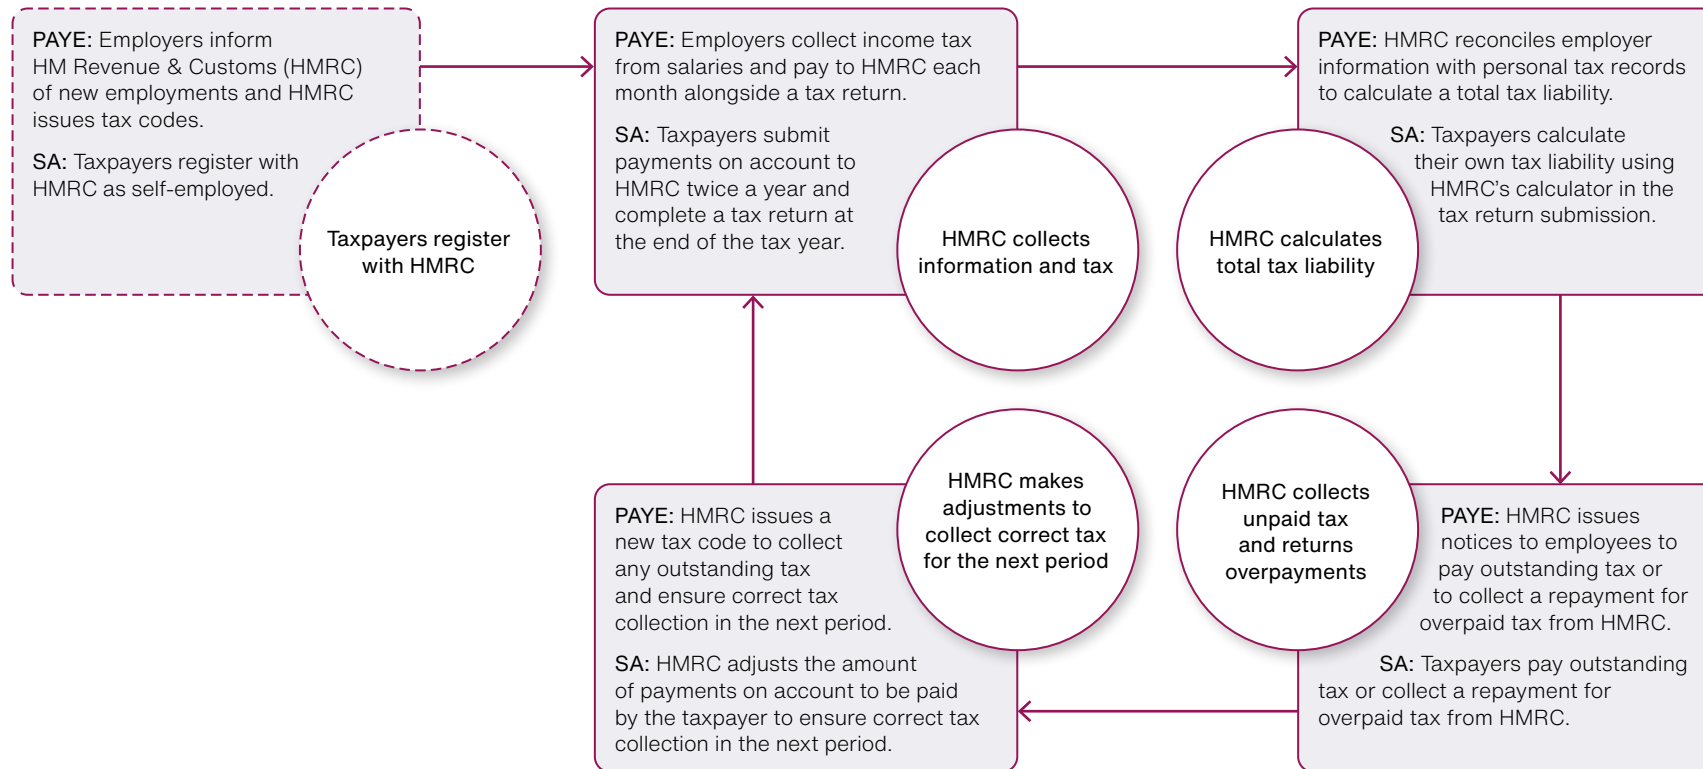 PAYE: Employers inform
HM Revenue & Customs (HMRC)
of new employments and HMRC
issues tax codes.
SA: Taxpayers register with
HMRC as self-employed.
Taxpayers register
with HMRC
PAYE: Employers collect income tax
from salaries and pay to HMRC each
month alongside a tax return.
SA: Taxpayers submit
payments on account to
HMRC twice a year and
complete a tax return at
the end of the tax year.
HMRC collects
information and tax
PAYE: HMRC reconciles employer
information with personal tax records
to calculate a total tax liability.
SA: Taxpayers calculate
their own tax liability using
HMRC’s calculator in the
tax return submission.
HMRC calculates
total tax liability
PAYE: HMRC issues
notices to employees to
pay outstanding tax or
to collect a repayment for
overpaid tax from HMRC.
SA: Taxpayers pay outstanding
tax or collect a repayment for
overpaid tax from HMRC.
HMRC collects
unpaid tax
and returns
overpayments
PAYE: HMRC issues a
new tax code to collect
any outstanding tax
and ensure correct tax
collection in the next period.
SA: HMRC adjusts the amount
of payments on account to be paid
by the taxpayer to ensure correct tax
collection in the next period.
HMRC makes
adjustments to
collect correct tax
for the next period